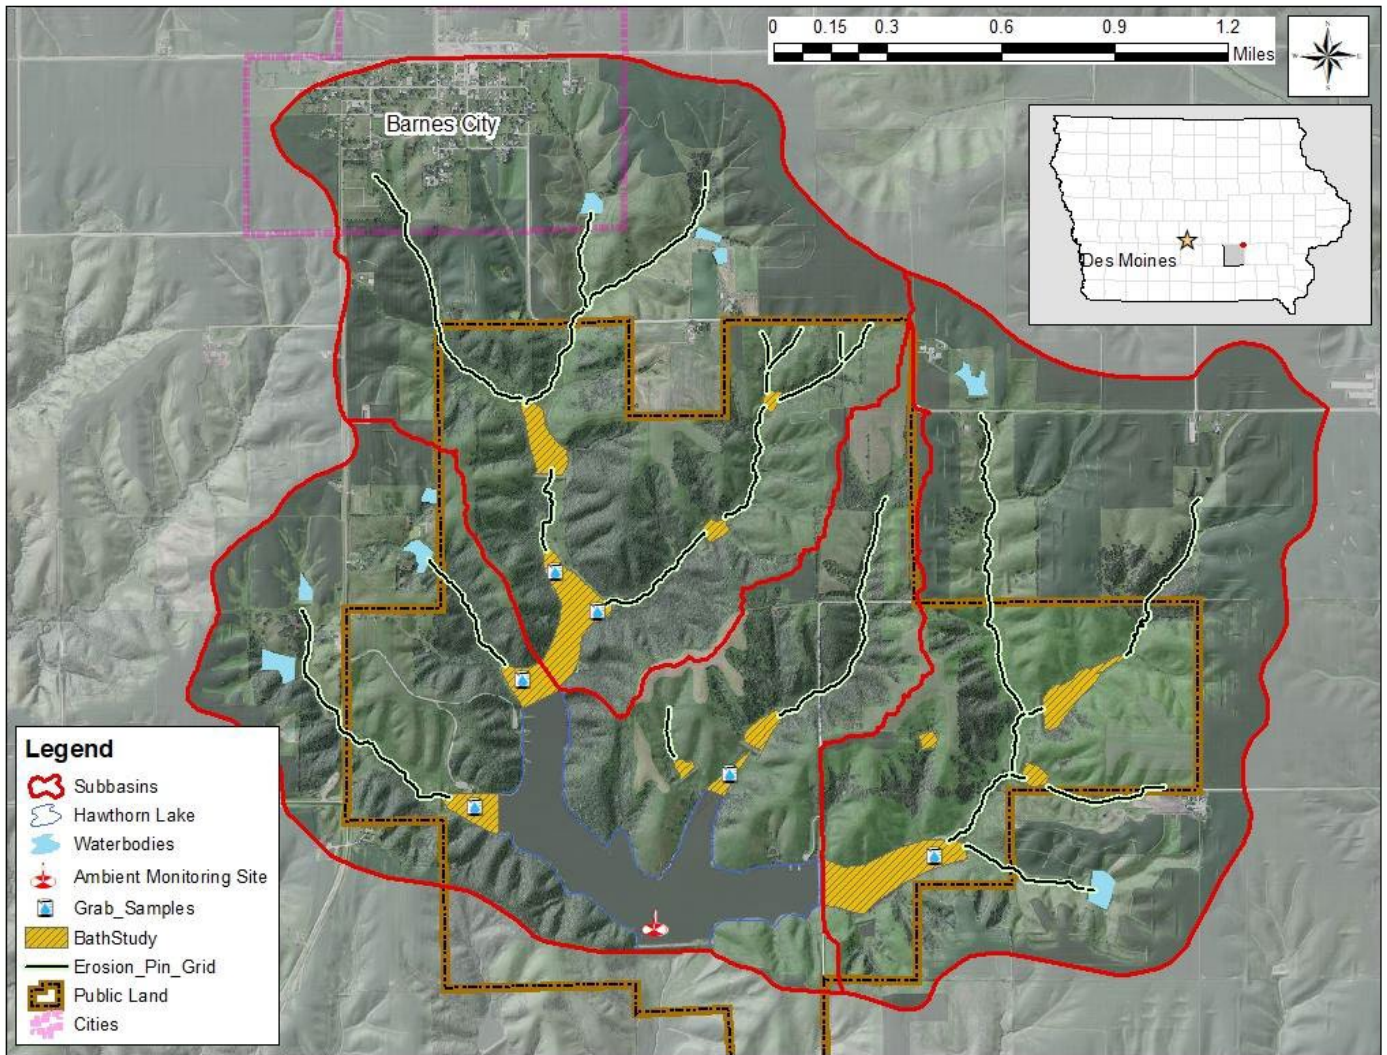 0 0.15 0.3 0.6 0.9 1.2
Miles
N
W E
S
Barnes City
Des Moines
Legend
Subbasins
Hawthorn Lake
Waterbodies
Ambient Monitoring Site
Grab_Samples
BathStudy
Erosion_Pin_Grid
Public Land
Cities